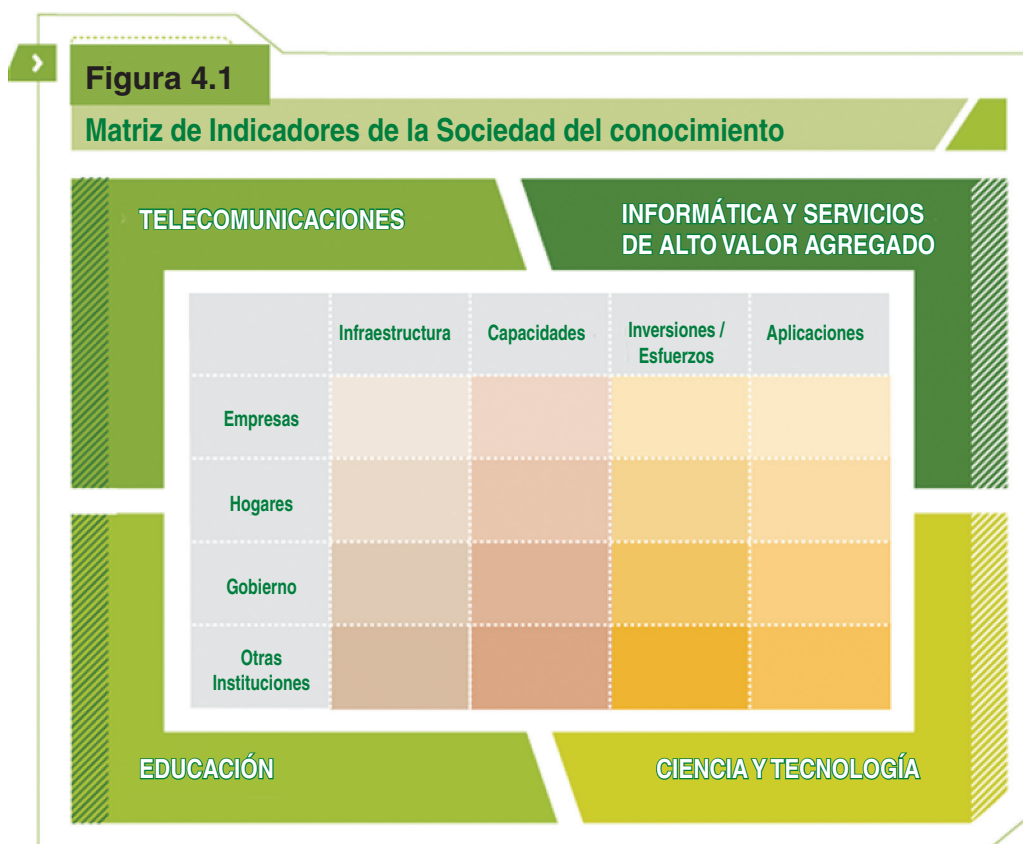 Figura 4.1
Matriz de Indicadores de la Sociedad del conocimiento
TELECOMUNICACIONES
INFORMÁTICA Y SERVICIOS
DE ALTO VALOR AGREGADO
Infraestructura
Capacidades
Inversiones /
Esfuerzos
Aplicaciones
Empresas
Hogares
Gobierno
Otras
Instituciones
EDUCACIÓN
CIENCIA Y TECNOLOGÍA